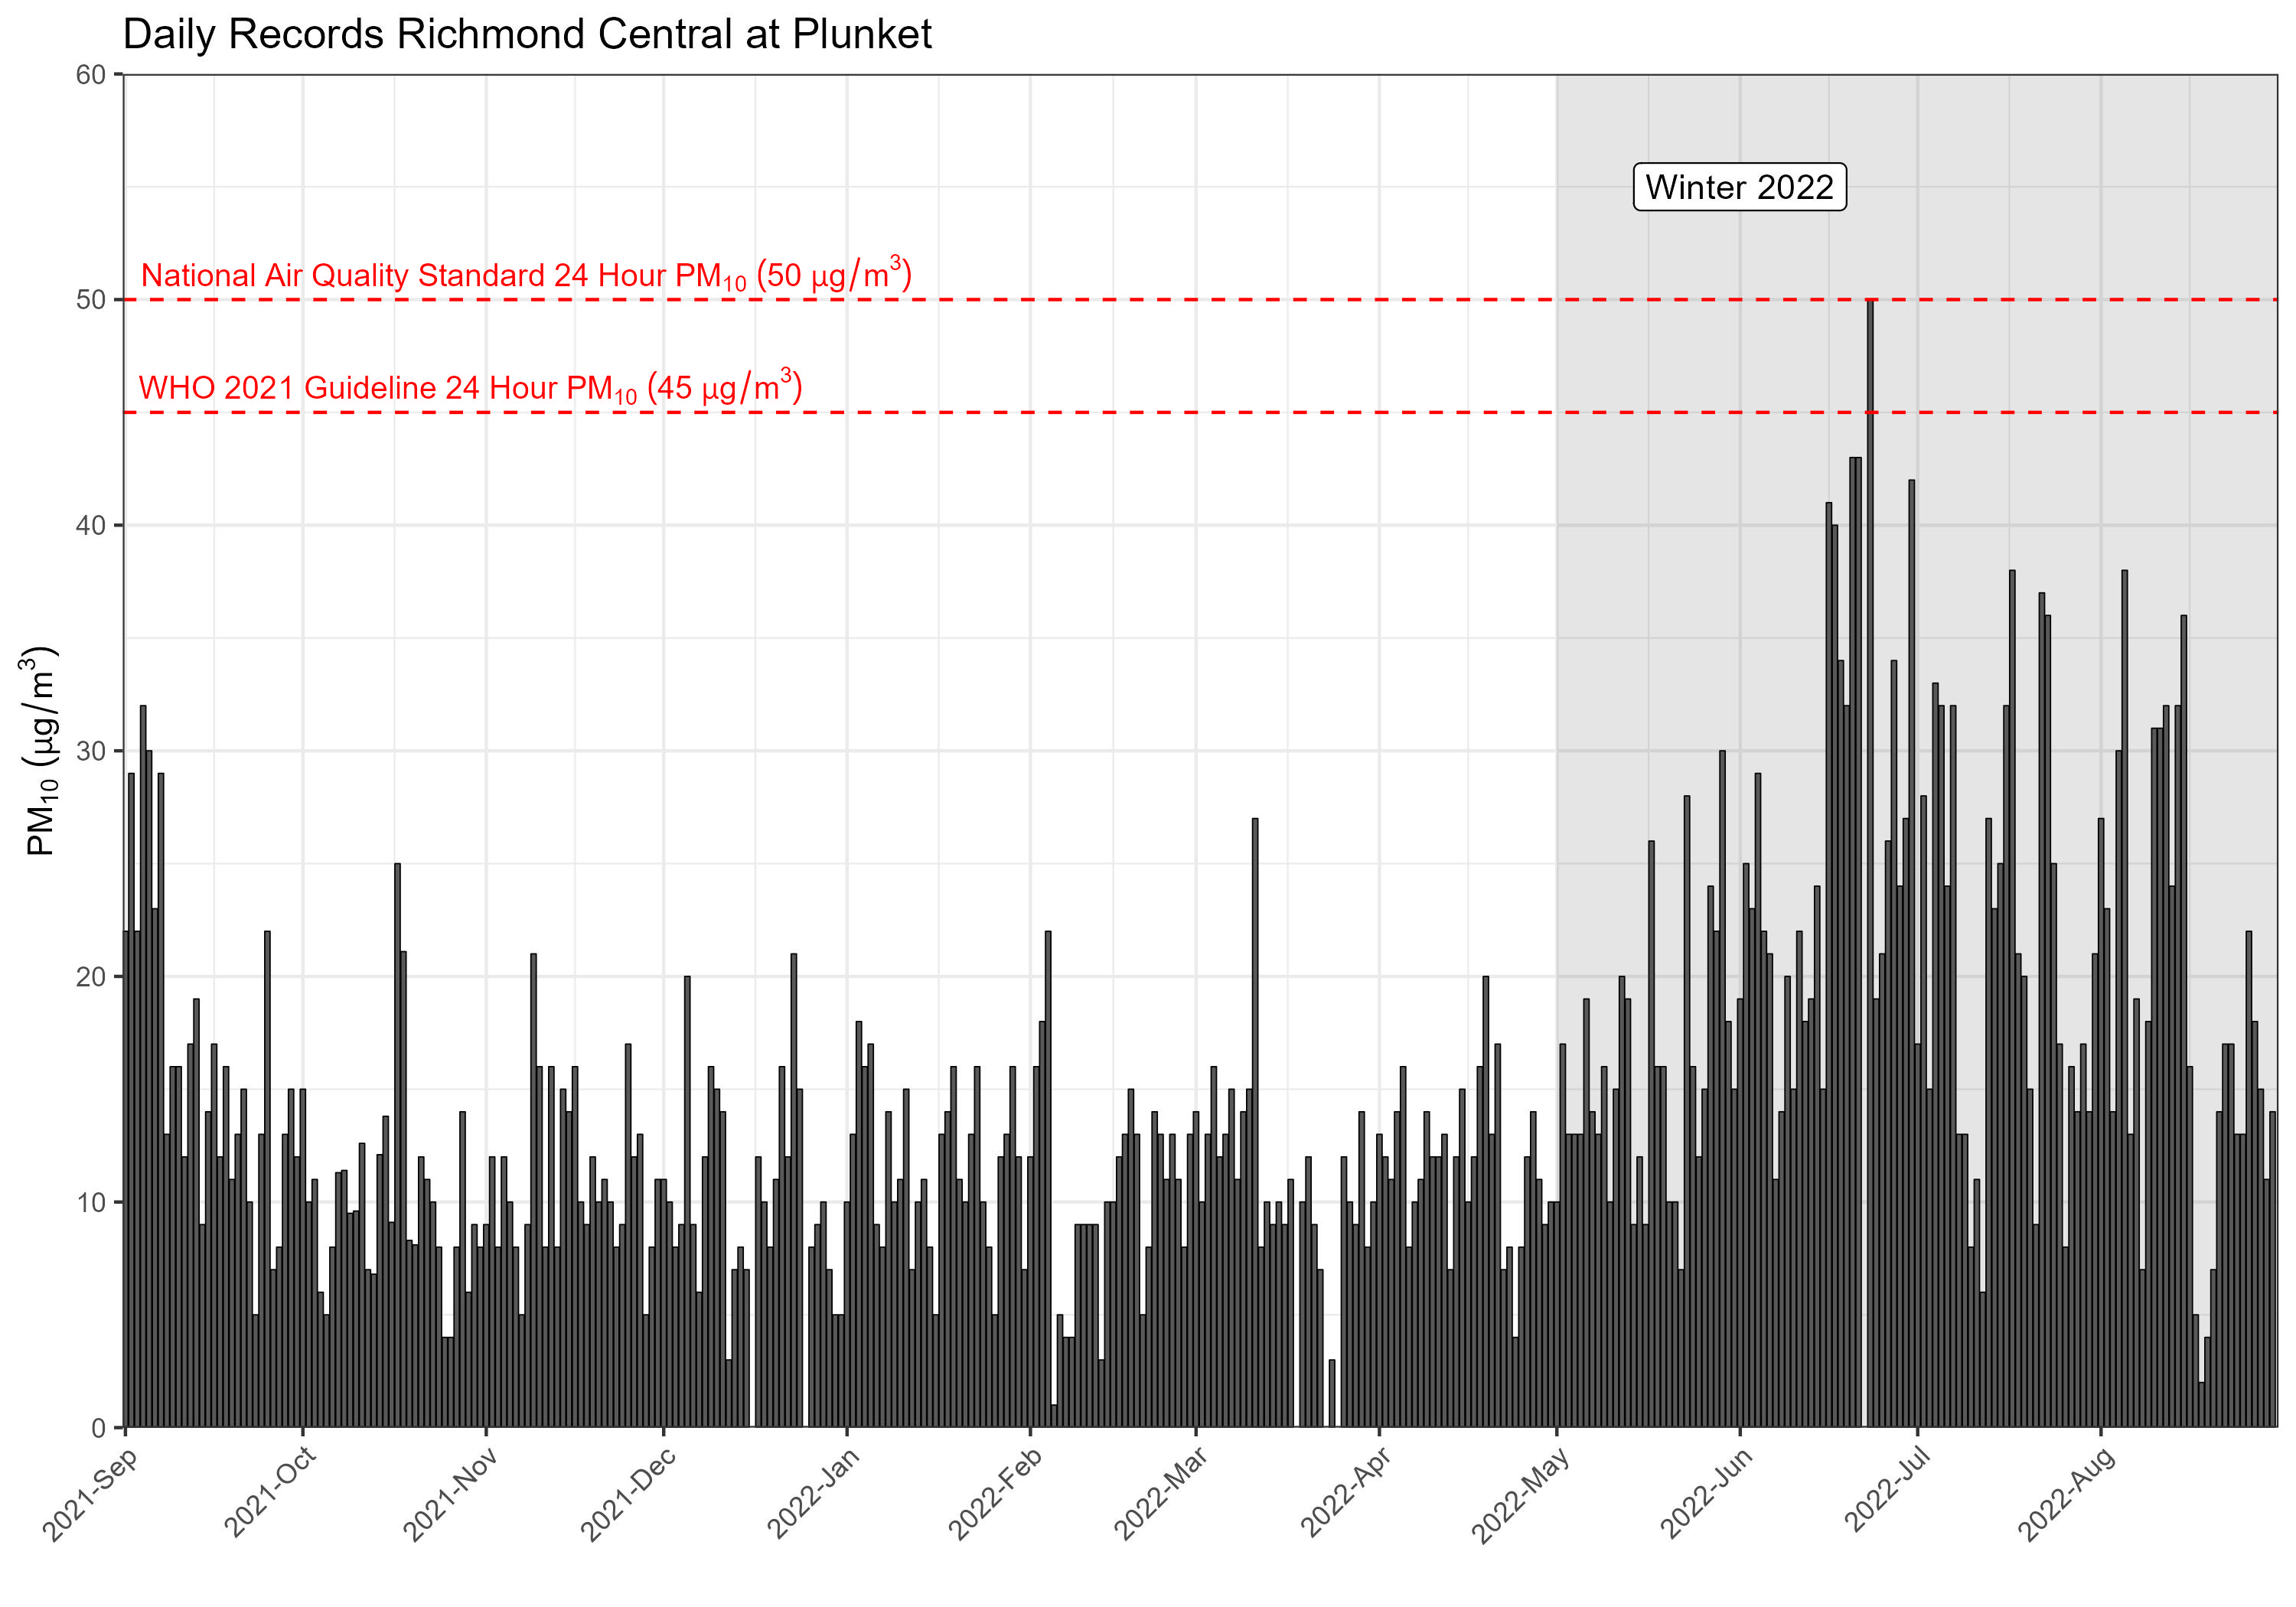 Daily Records Richmond Central at Plunket
60
Winter 2022
National Air Quality Standard 24 Hour PM₁₀ (50 μg/m³)
50
WHO 2021 Guideline 24 Hour PM₁₀ (45 μg/m³)
40
PM₁₀ (μg/m³)
30
20
10
0
2021-Sep
2021-Oct
2021-Nov
2021-Dec
2022-Jan
2022-Feb
2022-Mar
2022-Apr
2022-May
2022-Jun
2022-Jul
2022-Aug